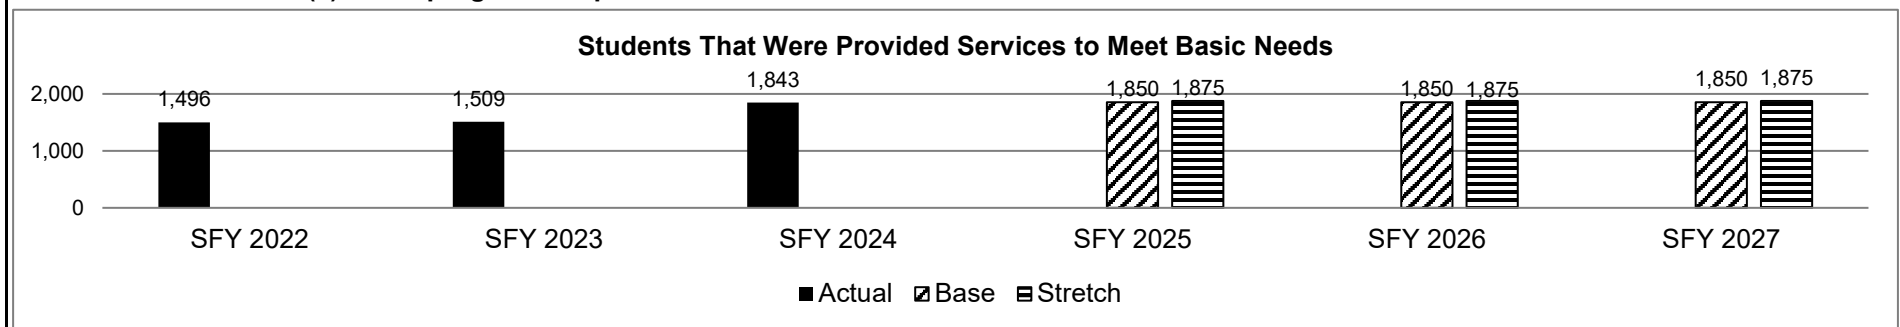 Students That Were Provided Services to Meet Basic Needs
2,000
1,000
0
1,496
1,509
1,843
1,850
1,875
1,850
1,875
1,850
1,875
SFY 2022
SFY 2023
SFY 2024
SFY 2025
SFY 2026
SFY 2027
Actual Base Stretch